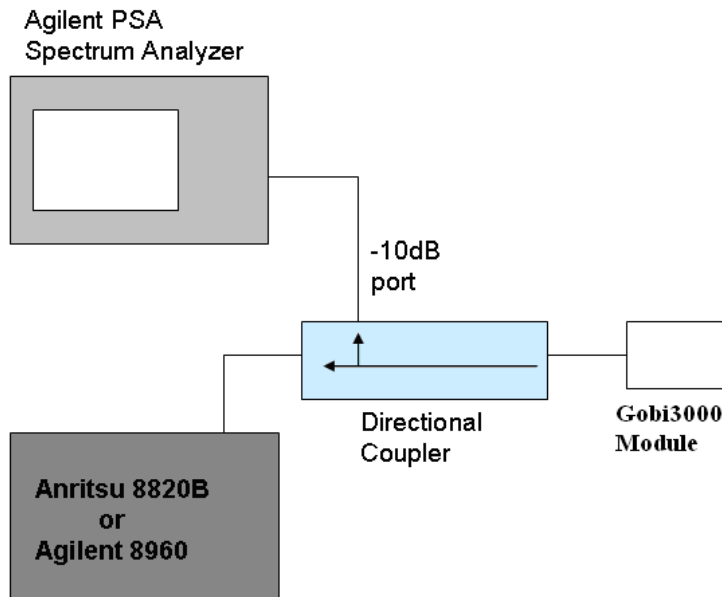 Agilent PSA
Spectrum Analyzer
-10dB
port
Directional
Coupler
Gobi3000
Module
Anritsu 8820B
or
Agilent 8960